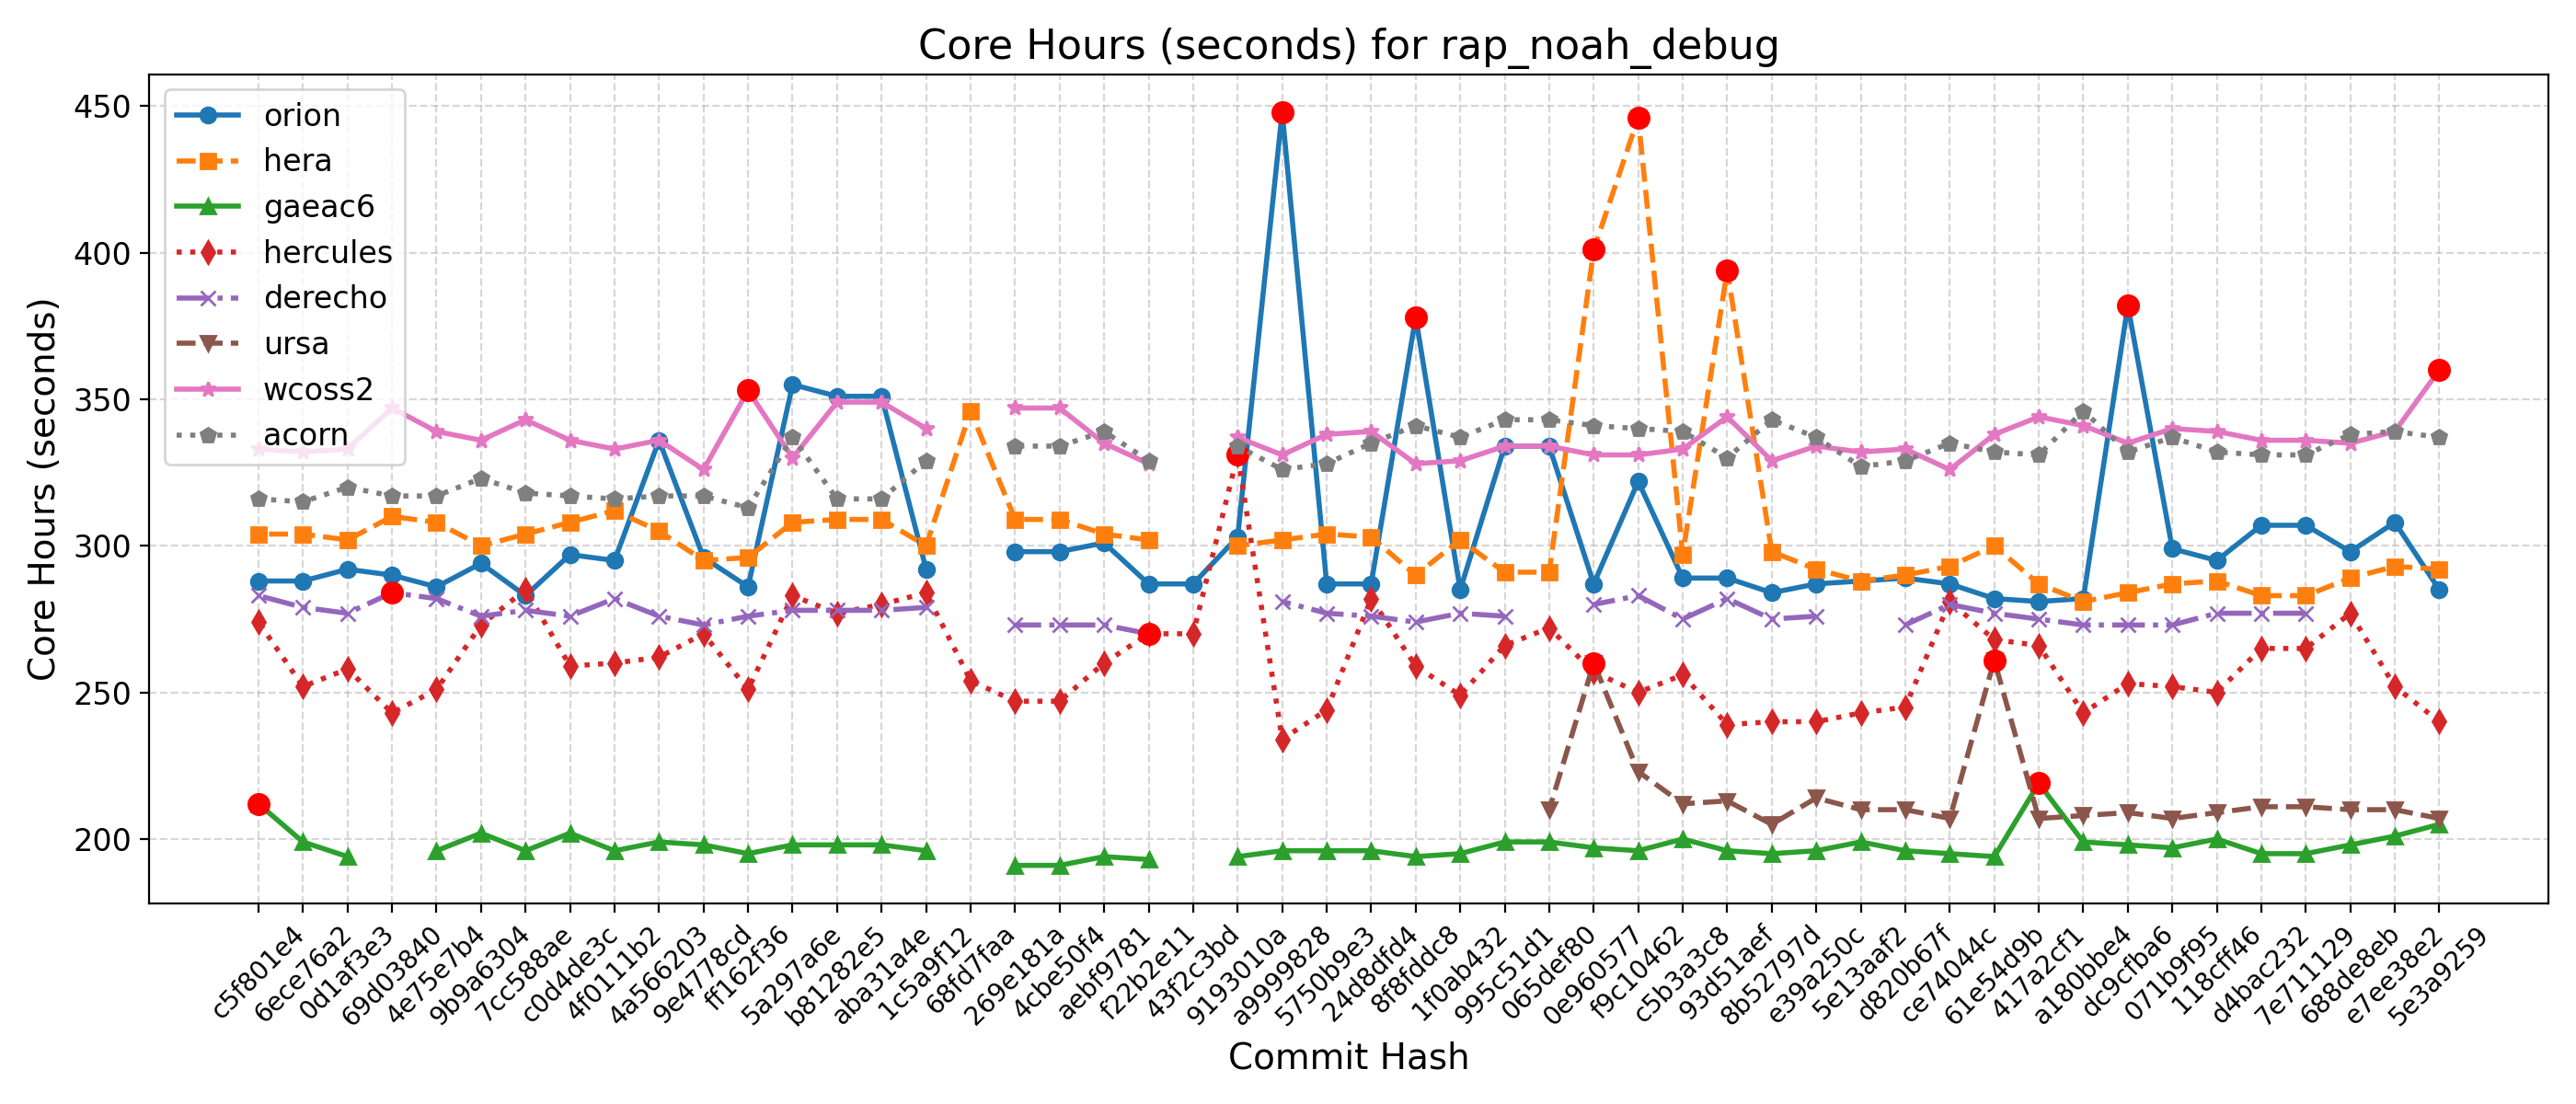 Core Hours (seconds) for rap_noah_debug
Core Hours (seconds)
450
400
350
300
250
200
orion
hera
gaeac6
hercules
derecho
ursa
wcoss2
acorn
c5f801e4
6ece76a2
0d1af3e3
69d03840
4e75e7b4
9b9a6304
7cc588ae
c0d4de3c
4f0111b2
4a566203
9e4778cd
ff162f36
5a297a6e
b81282e5
aba31a4e
1c5a9f12
68fd7faa
269e181a
4cbe50f4
aebf9781
f22b2e11
43f2c3bd
9193010a
a9999828
5750b9e3
24d8dfd4
8f8fddc8
1f0ab432
995c51d1
065def80
0e960577
f9c10462
c5b3a3c8
93d51aef
8b52797d
e39a250c
5e13aaf2
d820b67f
ce74044c
61e54d9b
417a2cf1
a180bbe4
dc9cfba6
071b9f95
118cff46
d4bac232
7e711129
688de8eb
e7ee38e2
5e3a9259
Commit Hash